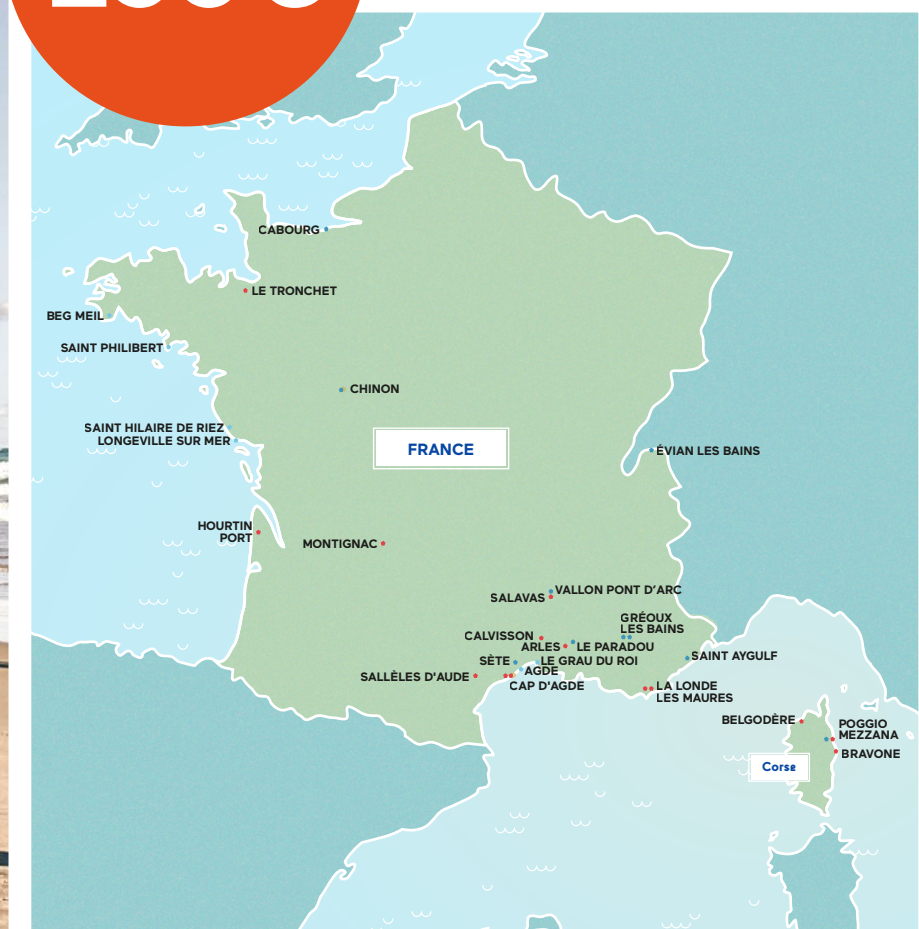 CABOURG
LE TRONCHET
BEG MEIL
SAINT PHILIBERT
CHINON
SAINT HILAIRE DE RIEZ
LONGEVILLE SUR MER
FRANCE
ÉVIAN LES BAINS
HOURTIN
PORT
MONTIGNAC
VALLON PONT D'ARC
SALAVAS
GRÉOUX
LES BAINS
CALVISSON
ARLES
LE PARADOU
SÈTE
LE GRAU DU ROI
SAINT AYGULF
AGDE
SALLÈLES D'AUDE
CAP D'AGDE
LA LONDE
LES MAURES
BELGODÈRE
POGGIO
MEZZANA
BRAVONE
Corse